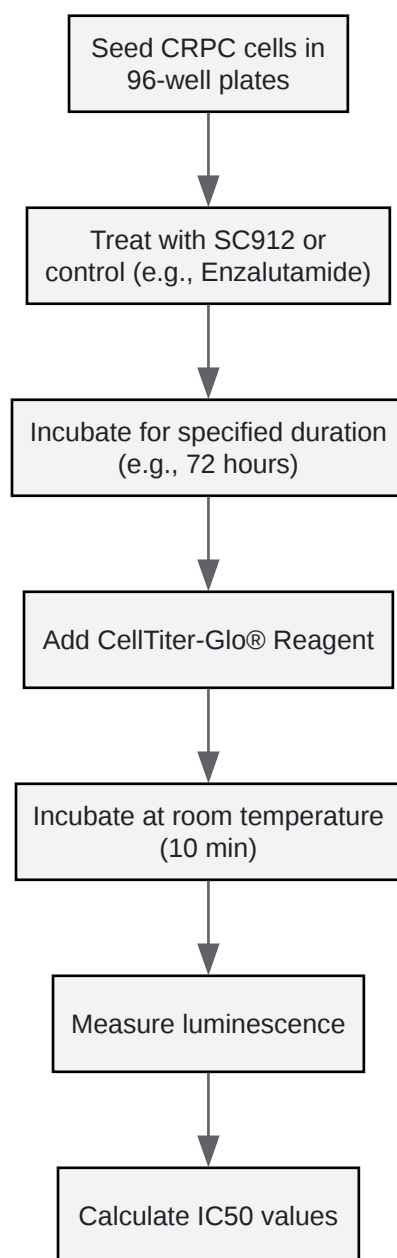 Seed CRPC cells in
96-well plates
Treat with SC912 or
control (e.g., Enzalutamide)
Incubate for specified duration
(e.g., 72 hours)
Add CellTiter-Glo® Reagent
Incubate at room temperature
(10 min)
Measure luminescence
Calculate IC50 values